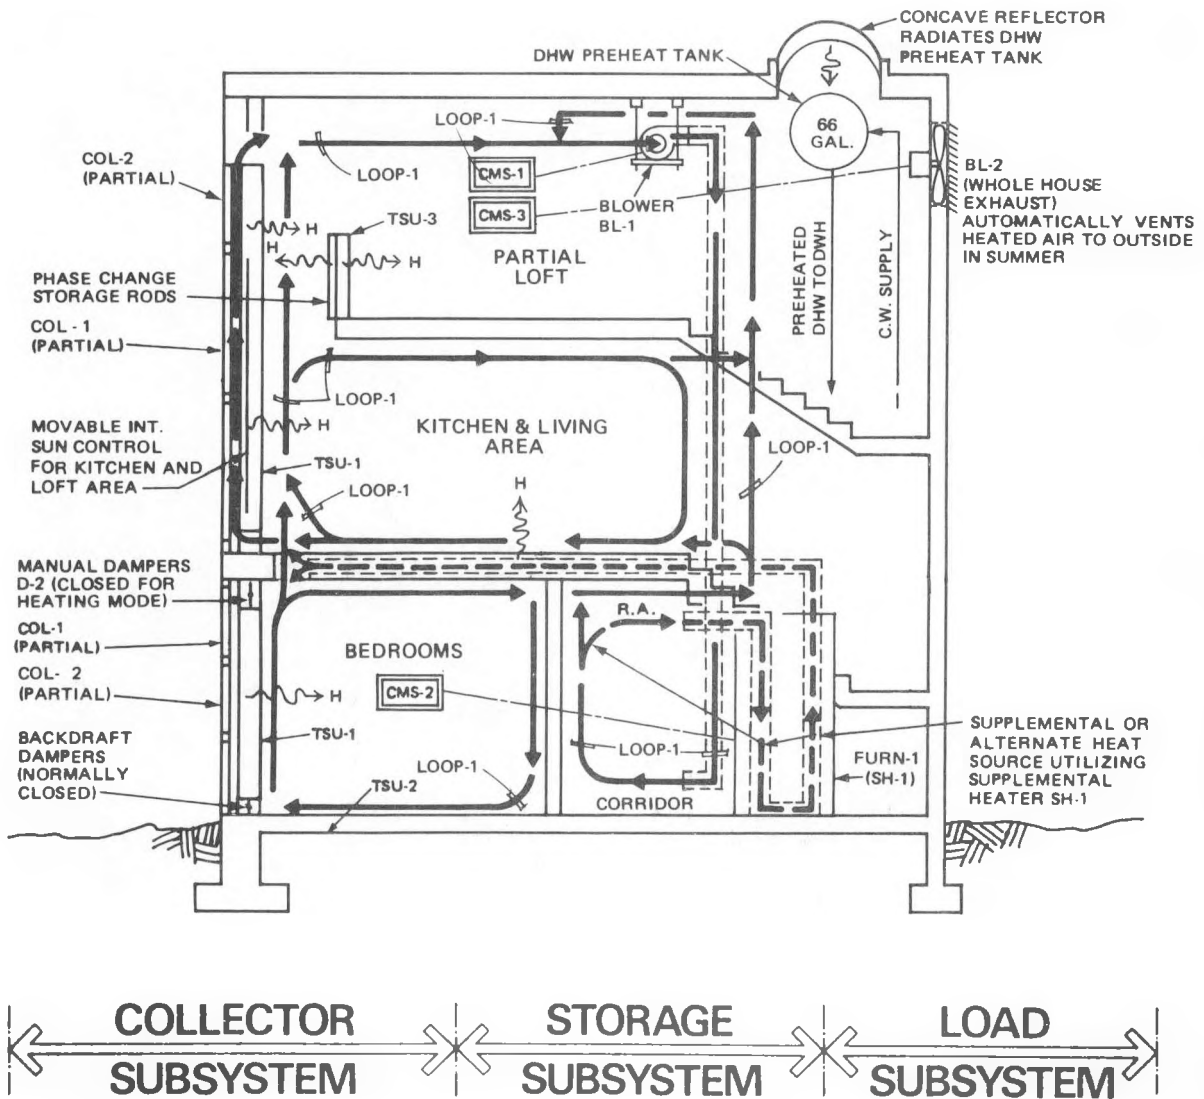 CONCAVE REFLECTOR
RADIATES DHW
PREHEAT TANK
DHW PREHEAT TANK
66
GAL.
LOOP-1
COL-2
(PARTIAL)
LOOP-1
CMS-1
CMS-3
BLOWER
BL-1
BL-2
(WHOLE HOUSE
EXHAUST)
AUTOMATICALLY VENTS
HEATED AIR TO OUTSIDE
IN SUMMER
TSU-3
H
H
H
PARTIAL
LOFT
PREHEATED
DHW TO DWH
C.W. SUPPLY
PHASE CHANGE
STORAGE RODS
COL - 1
(PARTIAL)
LOOP-1
KITCHEN & LIVING
AREA
H
MOVABLE INT.
SUN CONTROL
FOR KITCHEN AND
LOFT AREA
TSU-1
LOOP-1
H
LOOP-1
MANUAL DAMPERS
D-2 (CLOSED FOR
HEATING MODE)
COL-1
(PARTIAL)
COL- 2
(PARTIAL)
R.A.
BEDROOMS
CMS-2
H
TSU-1
BACKDRAFT
DAMPERS
(NORMALLY
CLOSED)
LOOP-1
TSU-2
LOOP-1
CORRIDOR
FURN-1
(SH-1)
SUPPLEMENTAL OR
ALTERNATE HEAT
SOURCE UTILIZING
SUPPLEMENTAL
HEATER SH-1
COLLECTOR
SUBSYSTEM
STORAGE
SUBSYSTEM
LOAD
SUBSYSTEM